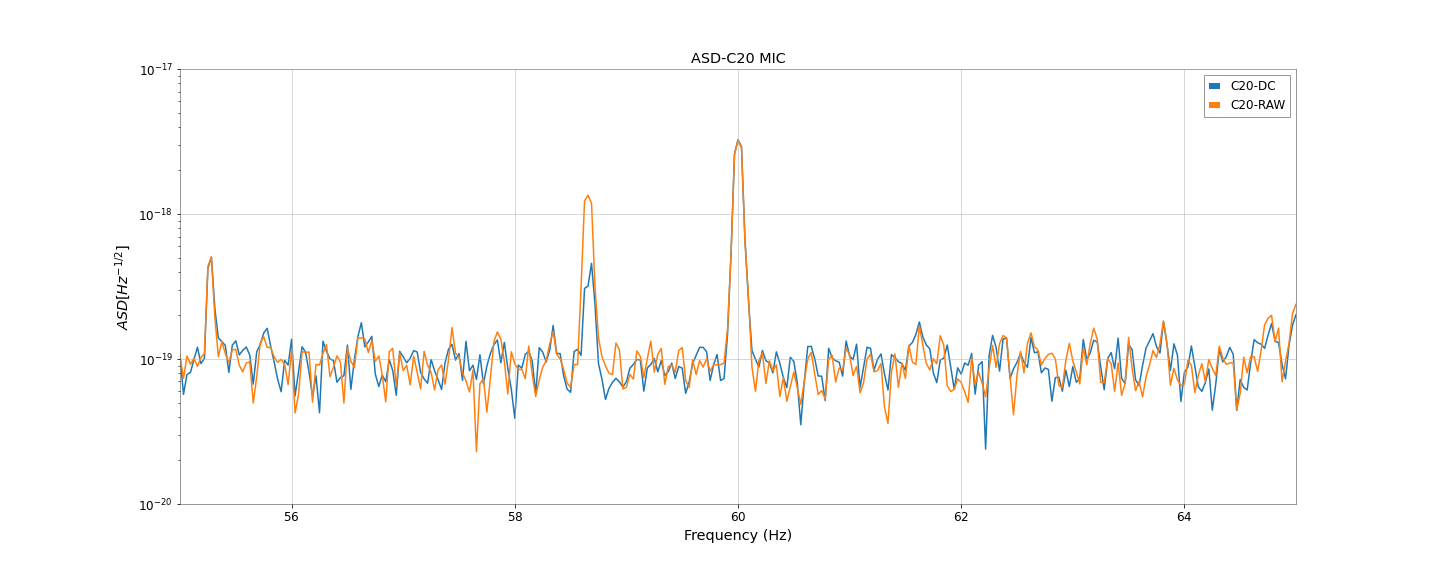 ASD-C20 MIC
C20-DC
C20-RAW
10⁻¹⁷
10⁻¹⁸
10⁻¹⁹
10⁻²⁰
ASD[Hz⁻¹/²]
56 58 60 62 64
Frequency (Hz)